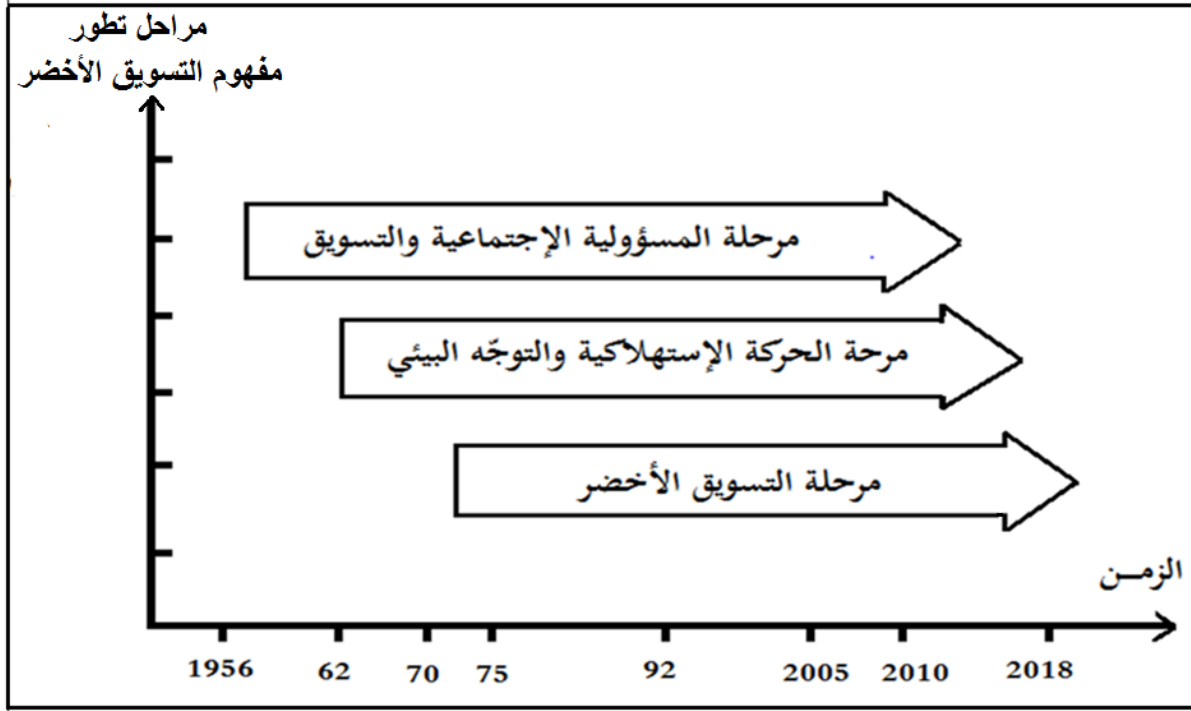 مراحل تطور
مفهوم التسويق الأخضر
مرحلة المسؤولية الإجتماعية والتسويق
مرحة الحركة الإستهلاكية والتوجّه البيئي
مرحلة التسويق الأخضر
الزمــن
1956 62 70 75 92 2005 2010 2018